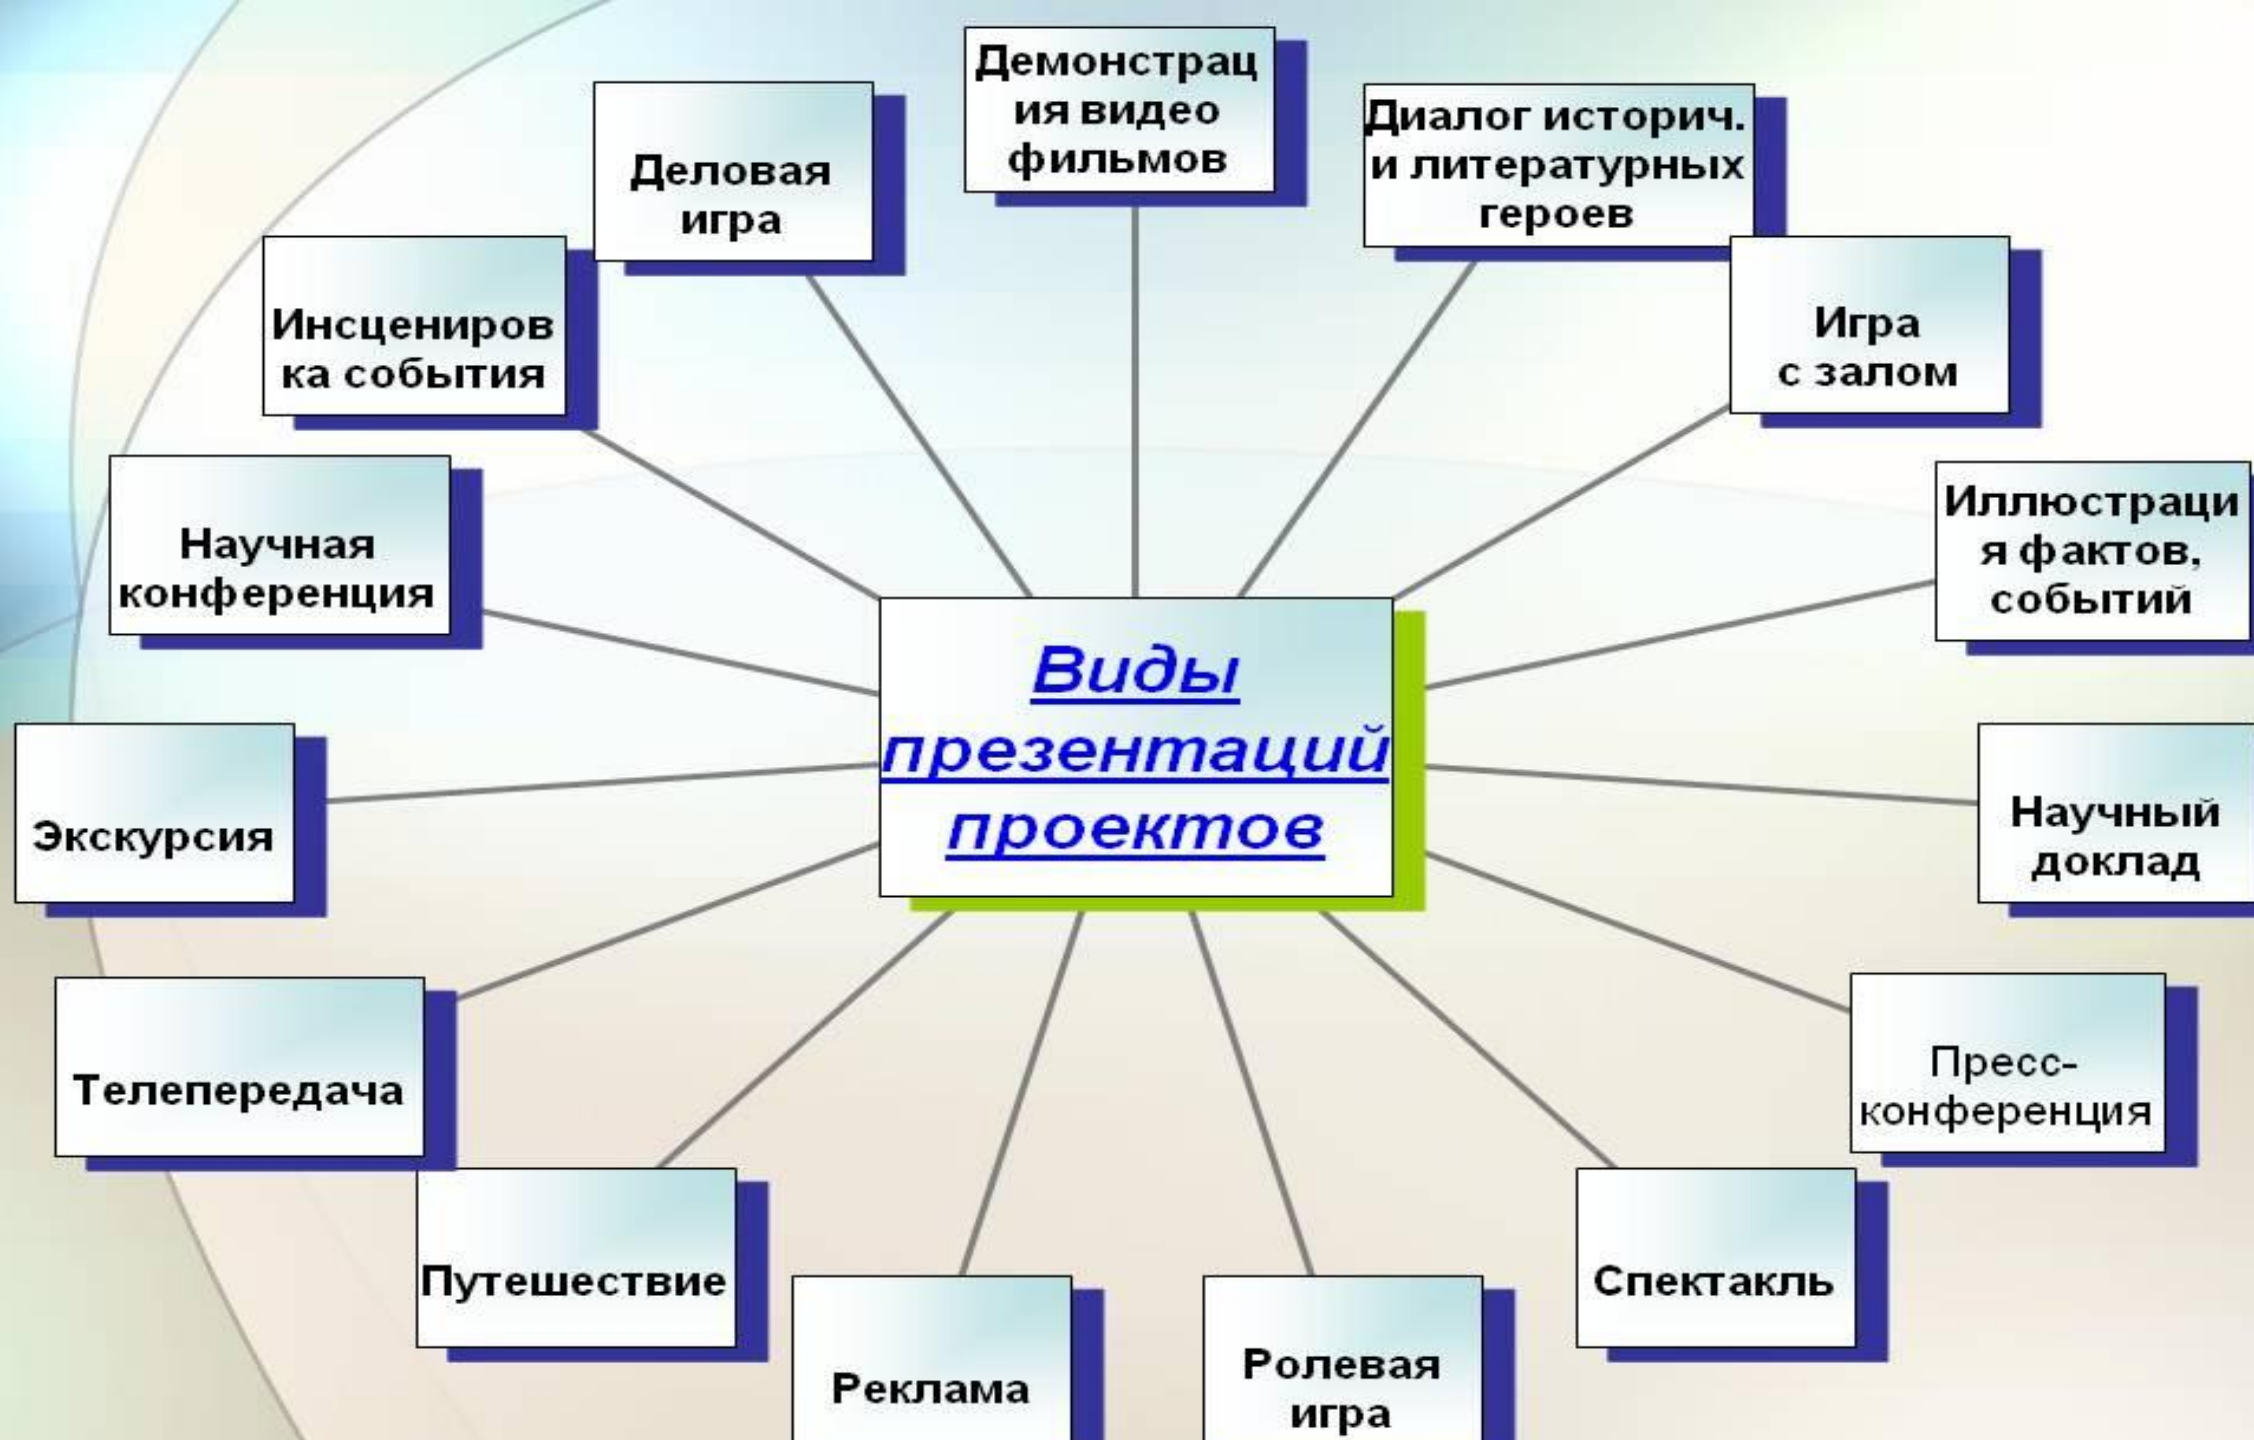 Демонстрац
ия видео
фильмов
Диалог историч.
и литературных
героев
Деловая
игра
Игра
с залом
Инсцениров
ка события
Иллюстраци
я фактов,
событий
Научная
конференция
Виды
презентаций
проектов
Научный
доклад
Экскурсия
Пресс-
конференция
Телепередача
Путешествие
Спектакль
Реклама
Ролевая
игра